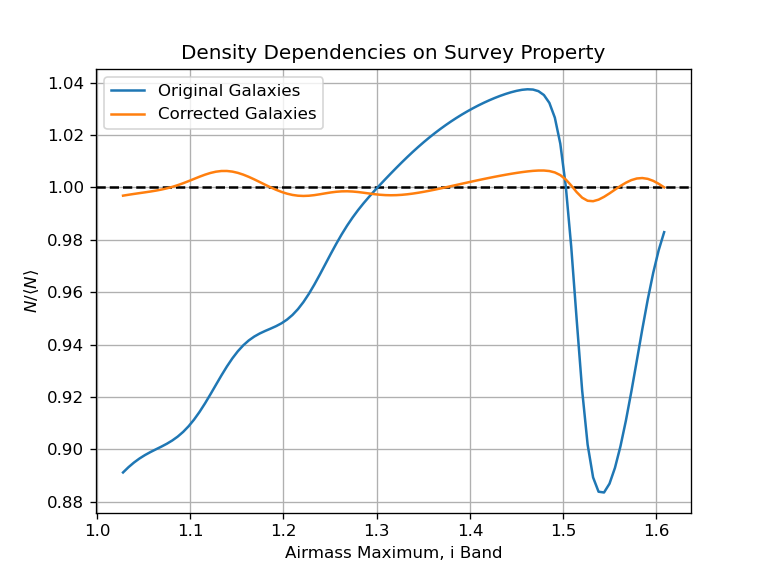 Density Dependencies on Survey Property
Original Galaxies
Corrected Galaxies
N/⟨N⟩
1.04
1.02
1.00
0.98
0.96
0.94
0.92
0.90
0.88
1.0 1.1 1.2 1.3 1.4 1.5 1.6
Airmass Maximum, i Band